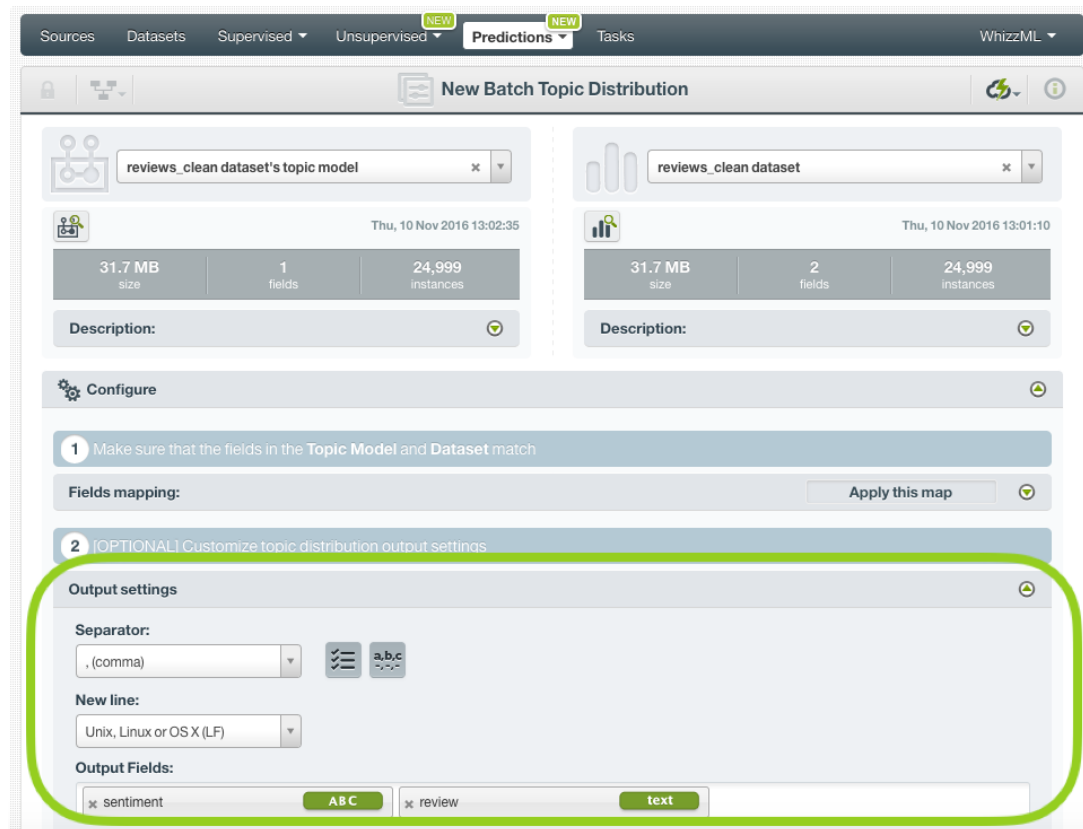 NEW NEW
Sources Datasets Supervised Unsupervised Predictions Tasks WhizzML
New Batch Topic Distribution
reviews_clean dataset's topic model
reviews_clean dataset
Thu, 10 Nov 2016 13:02:35
Thu, 10 Nov 2016 13:01:10
31.7 MB 1 24,999
size fields instances
31.7 MB 2 24,999
size fields instances
Description:
Description:
Configure
1 Make sure that the fields in the Topic Model and Dataset match
Fields mapping: Apply this map
2 [OPTIONAL] Customize topic distribution output settings
Output settings
Separator:
, (comma) a,b,c
New line:
Unix, Linux or OS X (LF)
Output Fields:
sentiment ABC review text